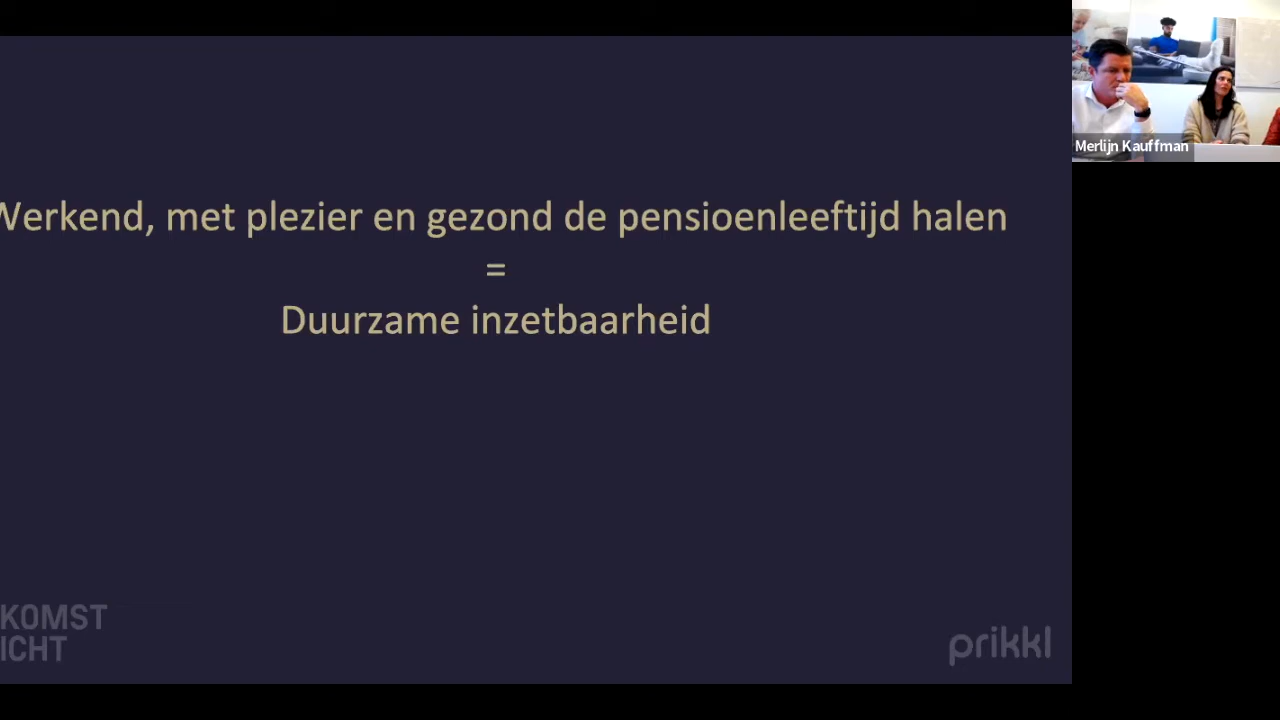 Werkend, met plezier en gezond de pensioenleeftijd halen
=
Duurzame inzetbaarheid
KOMST
ICHT
prikkl
Merlijn Kauffman